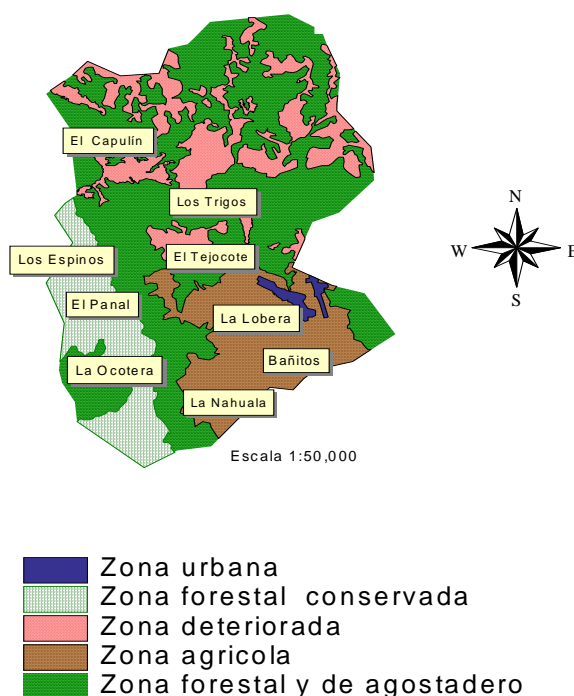 El Capulín
Los Trigos
N
Los Espinos
El Tejocote
W
E
El Panal
S
La Lobera
La Ocotera
Bañitos
La Nahuala
Escala 1:50,000
Zona urbana
Zona forestal conservada
Zona deteriorada
Zona agricola
Zona forestal y de agostadero